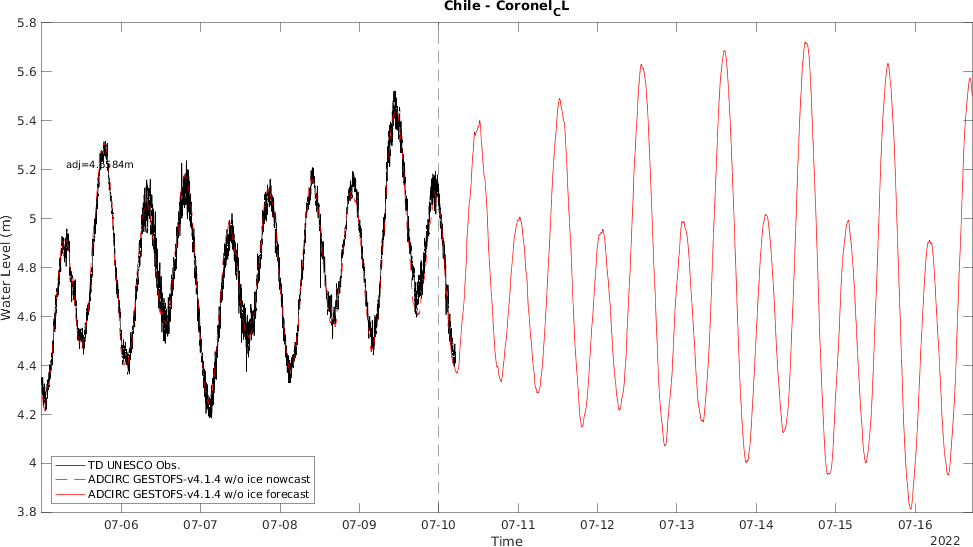 Chile - Coronel_CL
5.8
5.6
5.4
5.2
5
4.8
4.6
4.4
4.2
4
3.8
Water Level (m)
TD UNESCO Obs.
ADCIRC GESTOFS-v4.1.4 w/o ice nowcast
ADCIRC GESTOFS-v4.1.4 w/o ice forecast
07-06 07-07 07-08 07-09 07-10 07-11 07-12 07-13 07-14 07-15 07-16
Time
2022